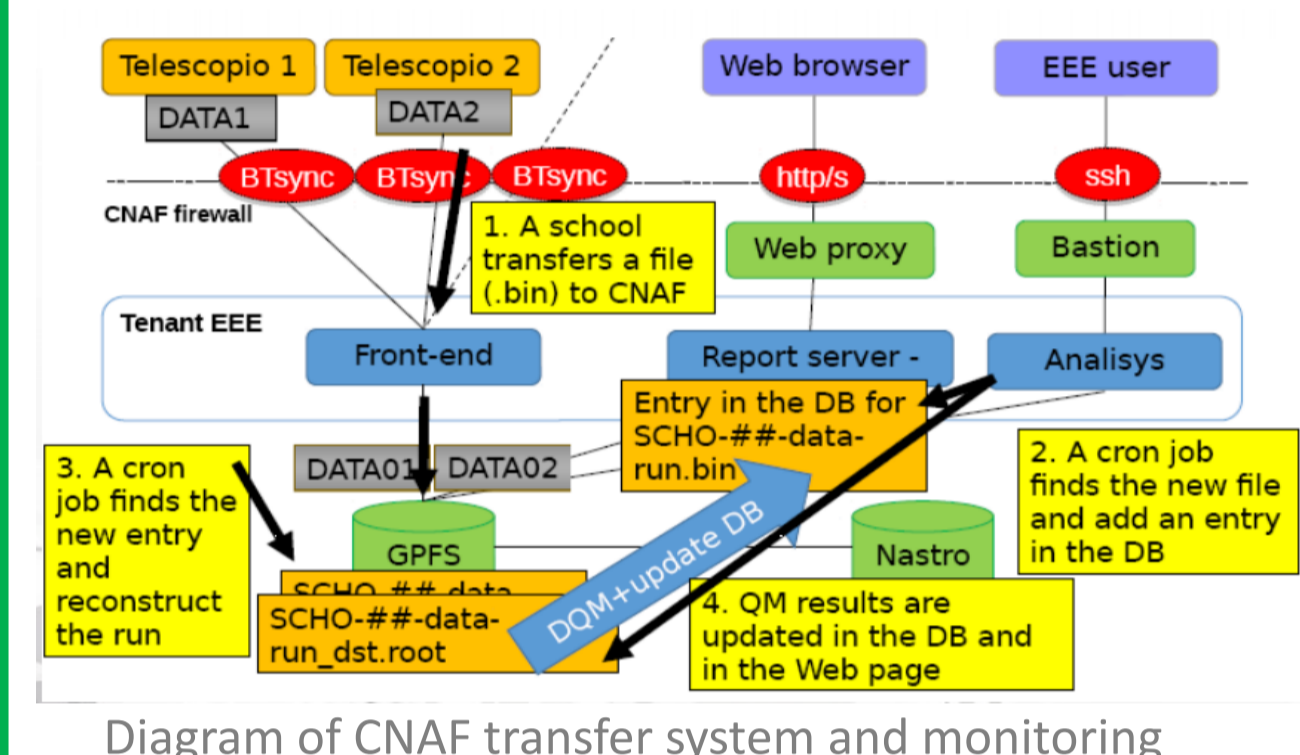 Telescopio 1
Telescopio 2
Web browser
EEE user
DATA1
DATA2
BTsync
BTsync
BTsync
http/s
ssh
CNAF firewall
1. A school
transfers a file
(.bin) to CNAF
Web proxy
Bastion
Tenant EEE
Front-end
Report server -
Analisys
Entry in the DB for
SCHO-##-data-
run.bin
3. A cron
job finds the
new entry
and
reconstruct
the run
DATA01
DATA02
2. A cron job
finds the new file
and add an entry
in the DB
GPFS
Nastro
DQM+update DB
SCHO-##-data-
SCHO-##-data-
run_dst.root
4. QM results are
updated in the DB and
in the Web page
Diagram of CNAF transfer system and monitoring